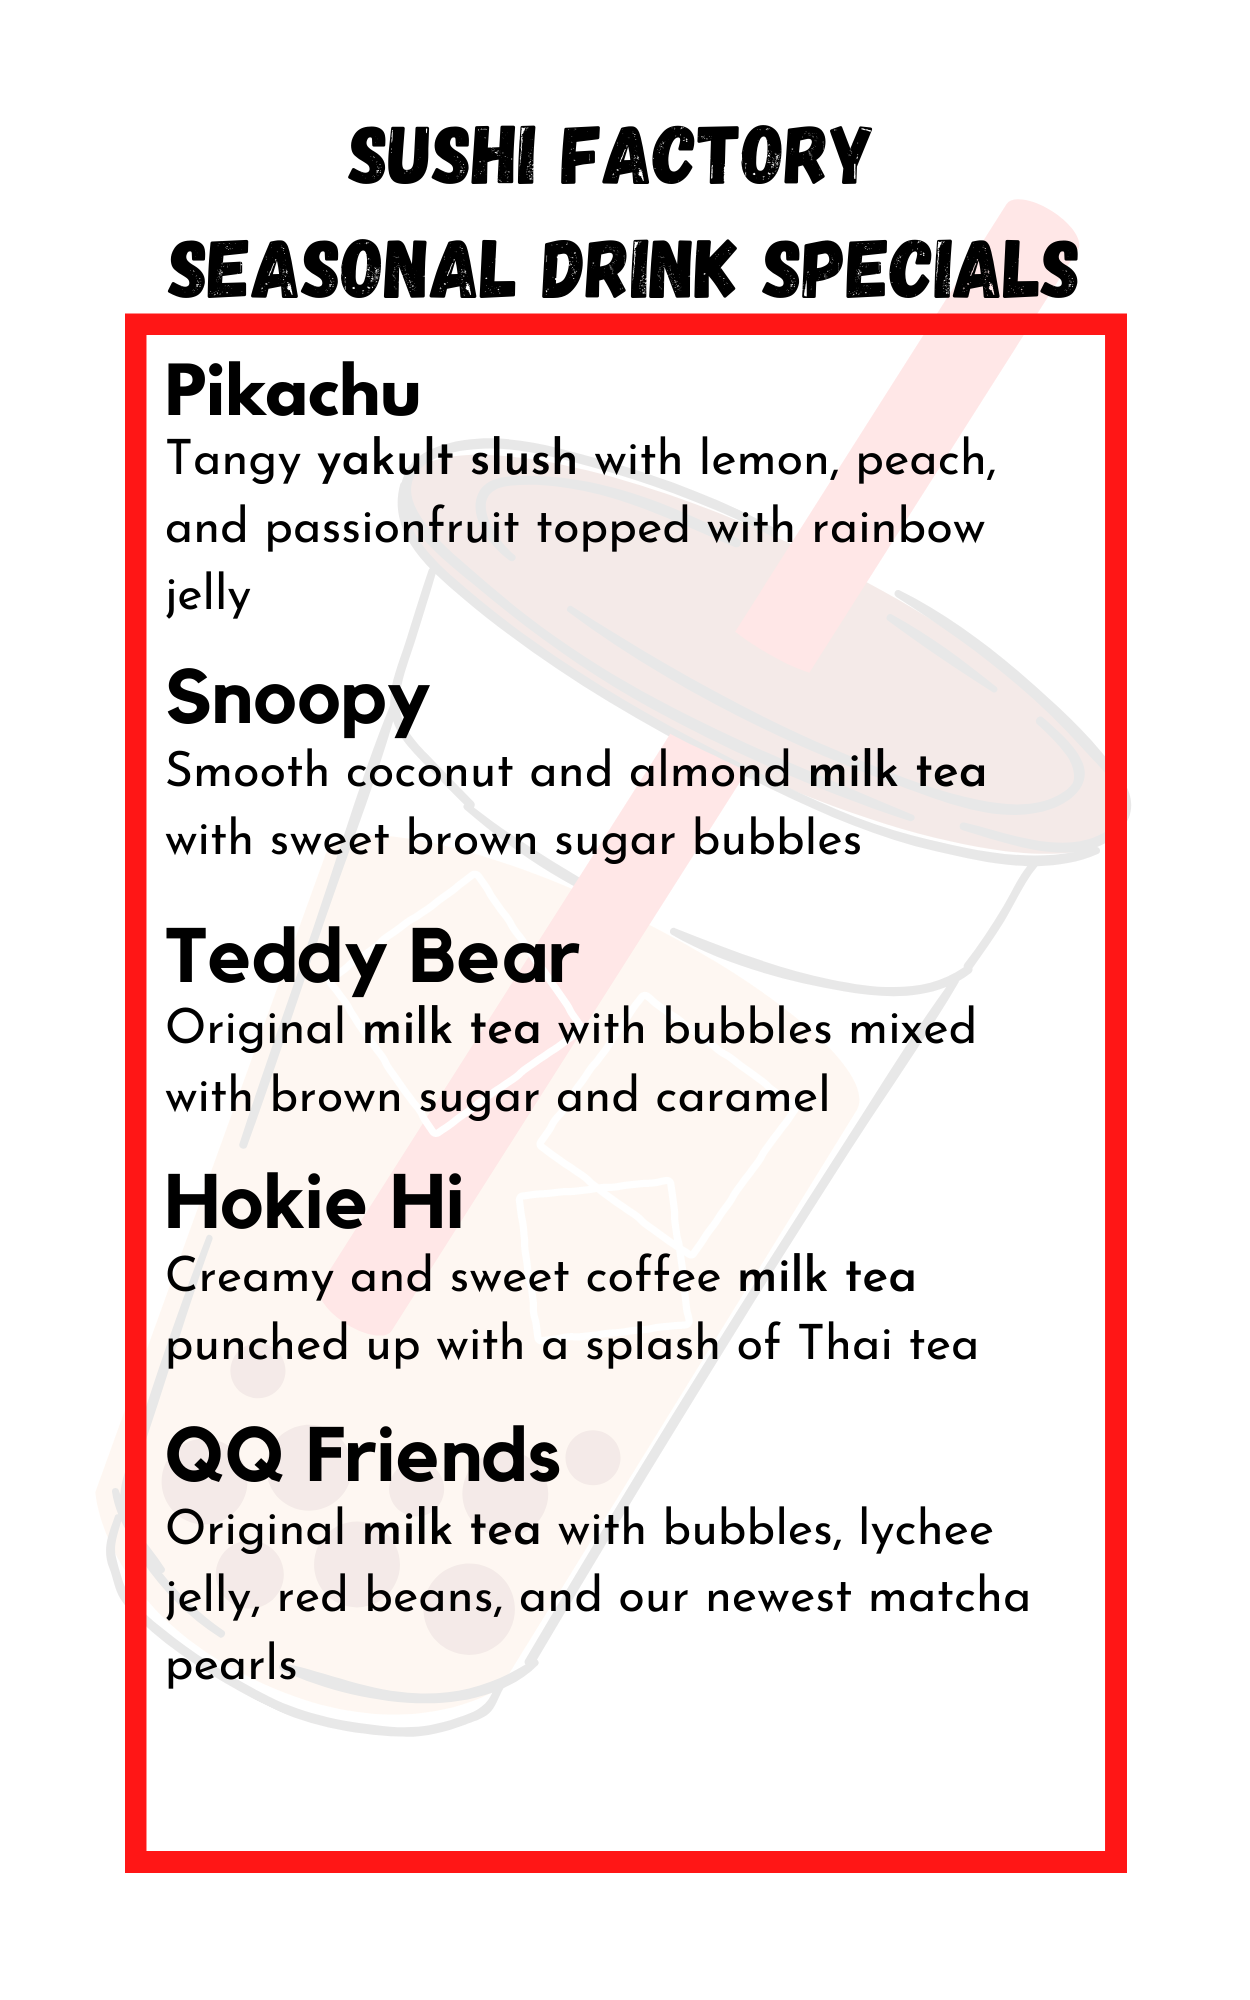 SUSHI FACTORY
SEASONAL DRINK SPECIALS
Pikachu
Tangy yakult slush with lemon, peach,
and passionfruit topped with rainbow
jelly
Snoopy
Smooth coconut and almond milk tea
with sweet brown sugar bubbles
Teddy Bear
Original milk tea with bubbles mixed
with brown sugar and caramel
Hokie Hi
Creamy and sweet coffee milk tea
punched up with a splash of Thai tea
QQ Friends
Original milk tea with bubbles, lychee
jelly, red beans, and our newest matcha
pearls